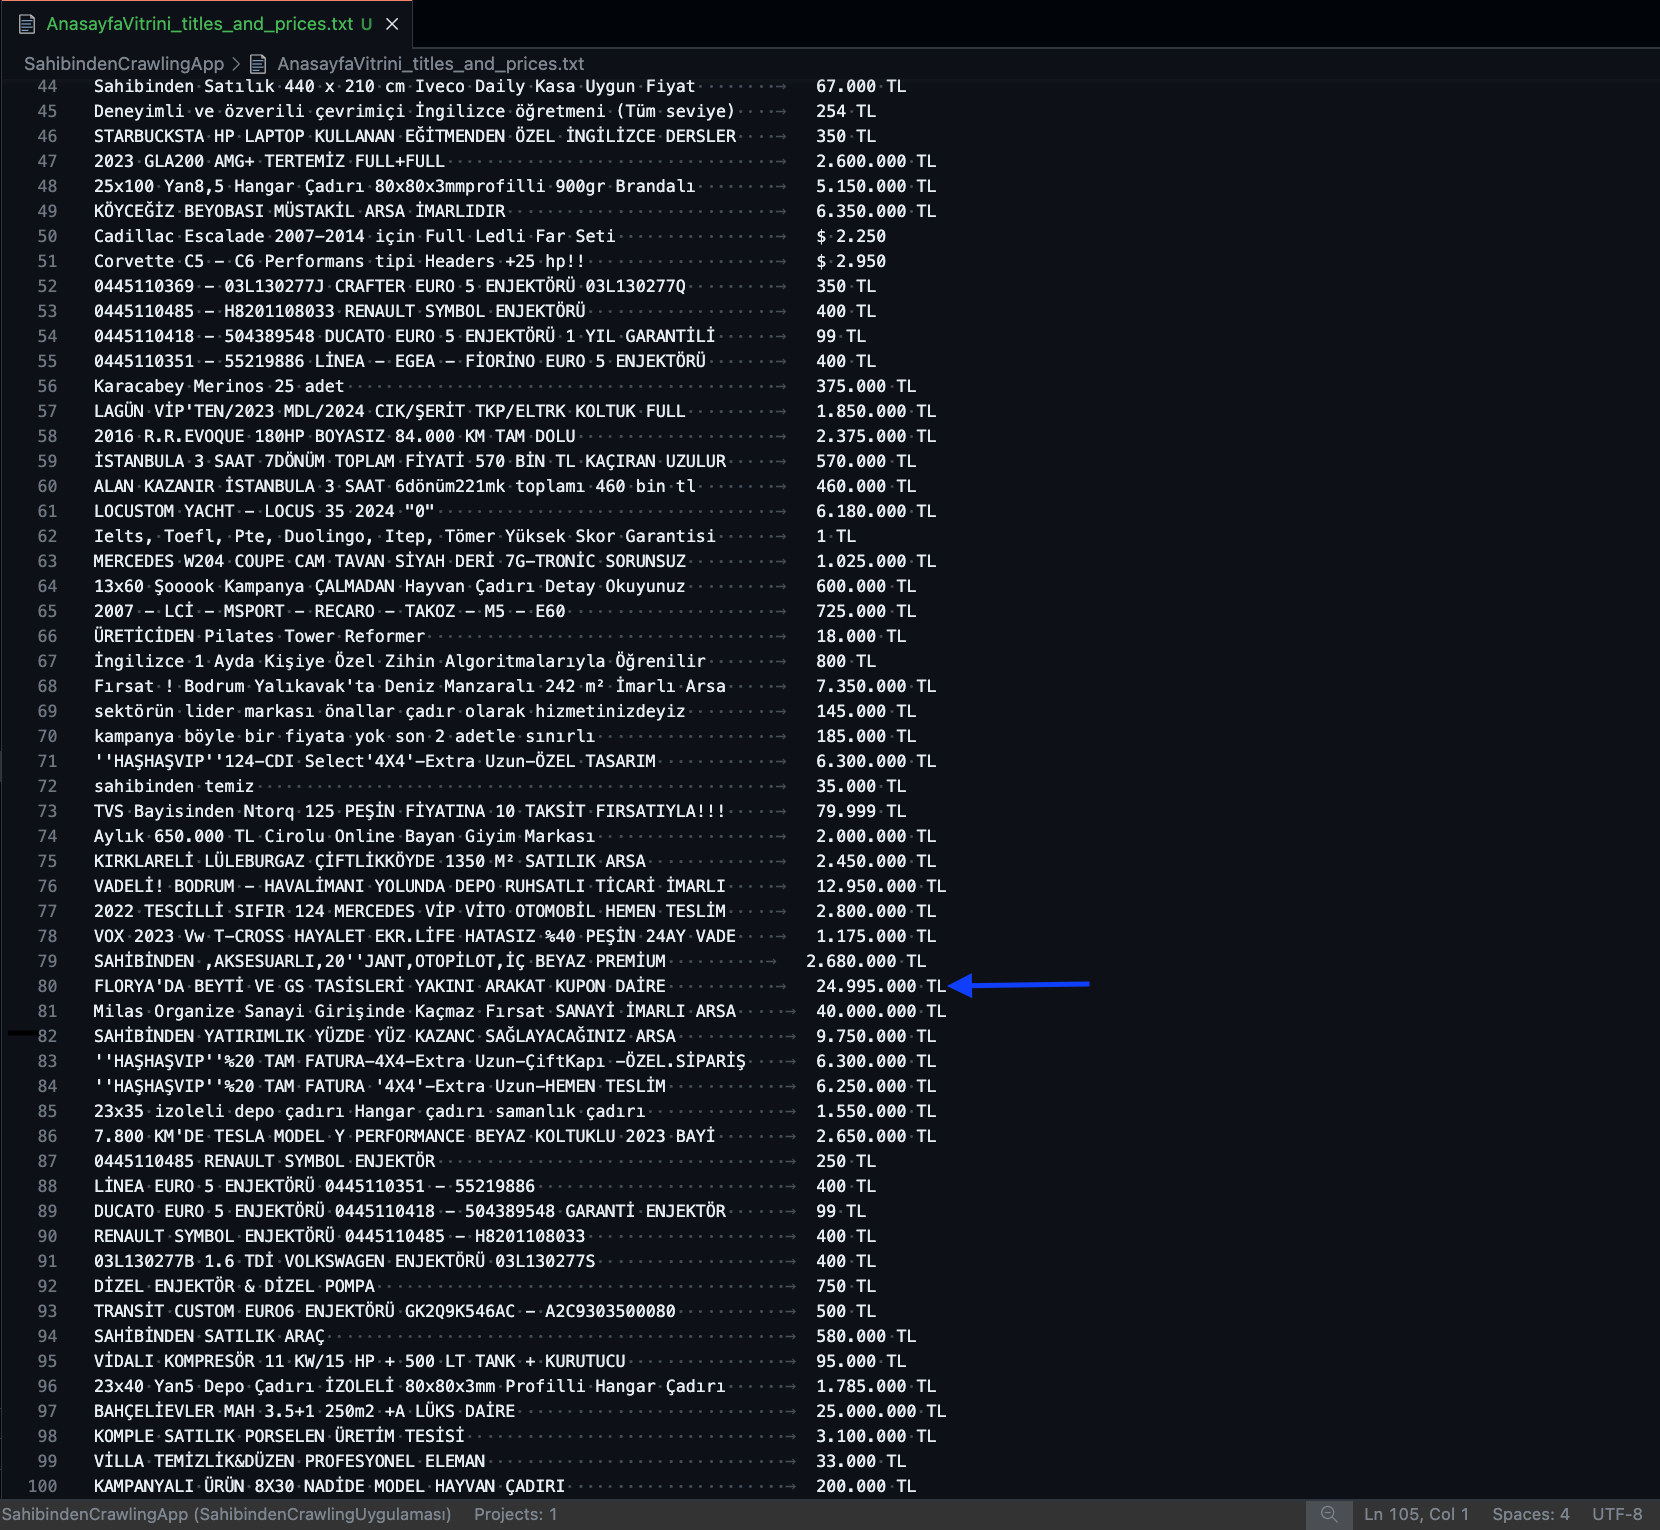 AnasayfaVitrini_titles_and_prices.txt U
SahibindenCrawlingApp > AnasayfaVitrini_titles_and_prices.txt
44 Sahibinden Satılık 440 x 210 cm Iveco Daily Kasa Uygun Fiyat 67.000 TL
45 Deneyimli ve özverili çevrimiçi İngilizce öğretmeni (Tüm seviye) 254 TL
46 STARBUCKSTA HP LAPTOP KULLANAN EĞİTMENDEN ÖZEL İNGİLİZCE DERSLER 350 TL
47 2023 GLA200 AMG+ TERTEMİZ FULL+FULL 2.600.000 TL
48 25x100 Yan8,5 Hangar Çadırı 80x80x3mmprofilli 900gr Brandalı 5.150.000 TL
49 KÖYCEĞİZ BEYOBASI MÜSTAKİL ARSA İMARLIDIR 6.350.000 TL
50 Cadillac Escalade 2007-2014 için Full Ledli Far Seti $ 2.250
51 Corvette C5 - C6 Performans tipi Headers +25 hp!! $ 2.950
52 0445110369 - 03L130277J CRAFTER EURO 5 ENJEKTÖRÜ 03L130277Q 350 TL
53 0445110485 - H8201108033 RENAULT SYMBOL ENJEKTÖRÜ 400 TL
54 0445110418 - 504389548 DUCATO EURO 5 ENJEKTÖRÜ 1 YIL GARANTİLİ 99 TL
55 0445110351 - 55219886 LİNEA - EGEA - FİORİNO EURO 5 ENJEKTÖRÜ 400 TL
56 Karacabey Merinos 25 adet 375.000 TL
57 LAGÜN VİP'TEN/2023 MDL/2024 CIK/ŞERİT TKP/ELTRK KOLTUK FULL 1.850.000 TL
58 2016 R.R.EVOQUE 180HP BOYASIZ 84.000 KM TAM DOLU 2.375.000 TL
59 İSTANBULA 3 SAAT 7DÖNÜM TOPLAM FİYATİ 570 BİN TL KAÇIRAN UZULUR 570.000 TL
60 ALAN KAZANIR İSTANBULA 3 SAAT 6dönüm221mk toplamı 460 bin tl 460.000 TL
61 LOCUSTOM YACHT - LOCUS 35 2024 "0" 6.180.000 TL
62 Ielts, Toefl, Pte, Duolingo, Itep, Tömer Yüksek Skor Garantisi 1 TL
63 MERCEDES W204 COUPE CAM TAVAN SİYAH DERİ 7G-TRONİC SORUNSUZ 1.025.000 TL
64 13x60 Şooook Kampanya ÇALMADAN Hayvan Çadırı Detay Okuyunuz 600.000 TL
65 2007 - LCİ - MSPORT - RECARO - TAKOZ - M5 - E60 725.000 TL
66 ÜRETİCİDEN Pilates Tower Reformer 18.000 TL
67 İngilizce 1 Ayda Kişiye Özel Zihin Algoritmalarıyla Öğrenilir 800 TL
68 Fırsat ! Bodrum Yalıkavak'ta Deniz Manzaralı 242 m² İmarlı Arsa 7.350.000 TL
69 sektörün lider markası önallar çadır olarak hizmetinizdeyiz 145.000 TL
70 kampanya böyle bir fiyata yok son 2 adetle sınırlı 185.000 TL
71 ''HAŞHAŞVIP''124-CDI Select'4X4'-Extra Uzun-ÖZEL TASARIM 6.300.000 TL
72 sahibinden temiz 35.000 TL
73 TVS Bayisinden Ntorq 125 PEŞİN FİYATINA 10 TAKSİT FIRSATIYLA!!! 79.999 TL
74 Aylık 650.000 TL Cirolu Online Bayan Giyim Markası 2.000.000 TL
75 KIRKLARELİ LÜLEBURGAZ ÇİFTLİKKÖYDE 1350 M² SATILIK ARSA 2.450.000 TL
76 VADELİ! BODRUM - HAVALİMANI YOLUNDA DEPO RUHSATLI TİCARİ İMARLI 12.950.000 TL
77 2022 TESCİLLİ SIFIR 124 MERCEDES VİP VİTO OTOMOBİL HEMEN TESLİM 2.800.000 TL
78 VOX 2023 Vw T-CROSS HAYALET EKR.LİFE HATASIZ %40 PEŞİN 24AY VADE 1.175.000 TL
79 SAHİBİNDEN ,AKSESUARLI,20''JANT,OTOPİLOT,İÇ BEYAZ PREMIUM 2.680.000 TL
80 FLORYA'DA BEYTİ VE GS TASİSLERİ YAKINI ARAKAT KUPON DAİRE 24.995.000 TL
81 Milas Organize Sanayi Girişinde Kaçmaz Fırsat SANAYİ İMARLI ARSA 40.000.000 TL
82 SAHİBİNDEN YATIRIMLIK YÜZDE YÜZ KAZANC SAĞLAYACAĞINIZ ARSA 9.750.000 TL
83 ''HAŞHAŞVIP''%20 TAM FATURA-4X4-Extra Uzun-ÇiftKapı -ÖZEL.SİPARİŞ 6.300.000 TL
84 ''HAŞHAŞVIP''%20 TAM FATURA '4X4'-Extra Uzun-HEMEN TESLİM 6.250.000 TL
85 23x35 izoleli depo çadırı Hangar çadırı samanlık çadırı 1.550.000 TL
86 7.800 KM'DE TESLA MODEL Y PERFORMANCE BEYAZ KOLTUKLU 2023 BAYİ 2.650.000 TL
87 0445110485 RENAULT SYMBOL ENJEKTÖR 250 TL
88 LİNEA EURO 5 ENJEKTÖRÜ 0445110351 - 55219886 400 TL
89 DUCATO EURO 5 ENJEKTÖRÜ 0445110418 - 504389548 GARANTİ ENJEKTÖR 99 TL
90 RENAULT SYMBOL ENJEKTÖRÜ 0445110485 - H8201108033 400 TL
91 03L130277B 1.6 TDİ VOLKSWAGEN ENJEKTÖRÜ 03L130277S 400 TL
92 DİZEL ENJEKTÖR & DİZEL POMPA 750 TL
93 TRANSİT CUSTOM EURO6 ENJEKTÖRÜ GK2Q9K546AC - A2C9303500080 500 TL
94 SAHİBİNDEN SATILIK ARAÇ 580.000 TL
95 VİDALI KOMPRESÖR 11 KW/15 HP + 500 LT TANK + KURUTUCU 95.000 TL
96 23x40 Yan5 Depo Çadırı İZOLELİ 80x80x3mm Profilli Hangar Çadırı 1.785.000 TL
97 BAHÇELİEVLER MAH 3.5+1 250m2 +A LÜKS DAİRE 25.000.000 TL
98 KOMPLE SATILIK PORSELEN ÜRETİM TESİSİ 3.100.000 TL
99 VİLLA TEMİZLİK&DÜZEN PROFESYONEL ELEMAN 33.000 TL
100 KAMPANYALI ÜRÜN 8X30 NADİDE MODEL HAYVAN ÇADIRI 200.000 TL
SahibindenCrawlingApp (SahibindenCrawlingUygulaması) Projects: 1 Ln 105, Col 1 Spaces: 4 UTF-8